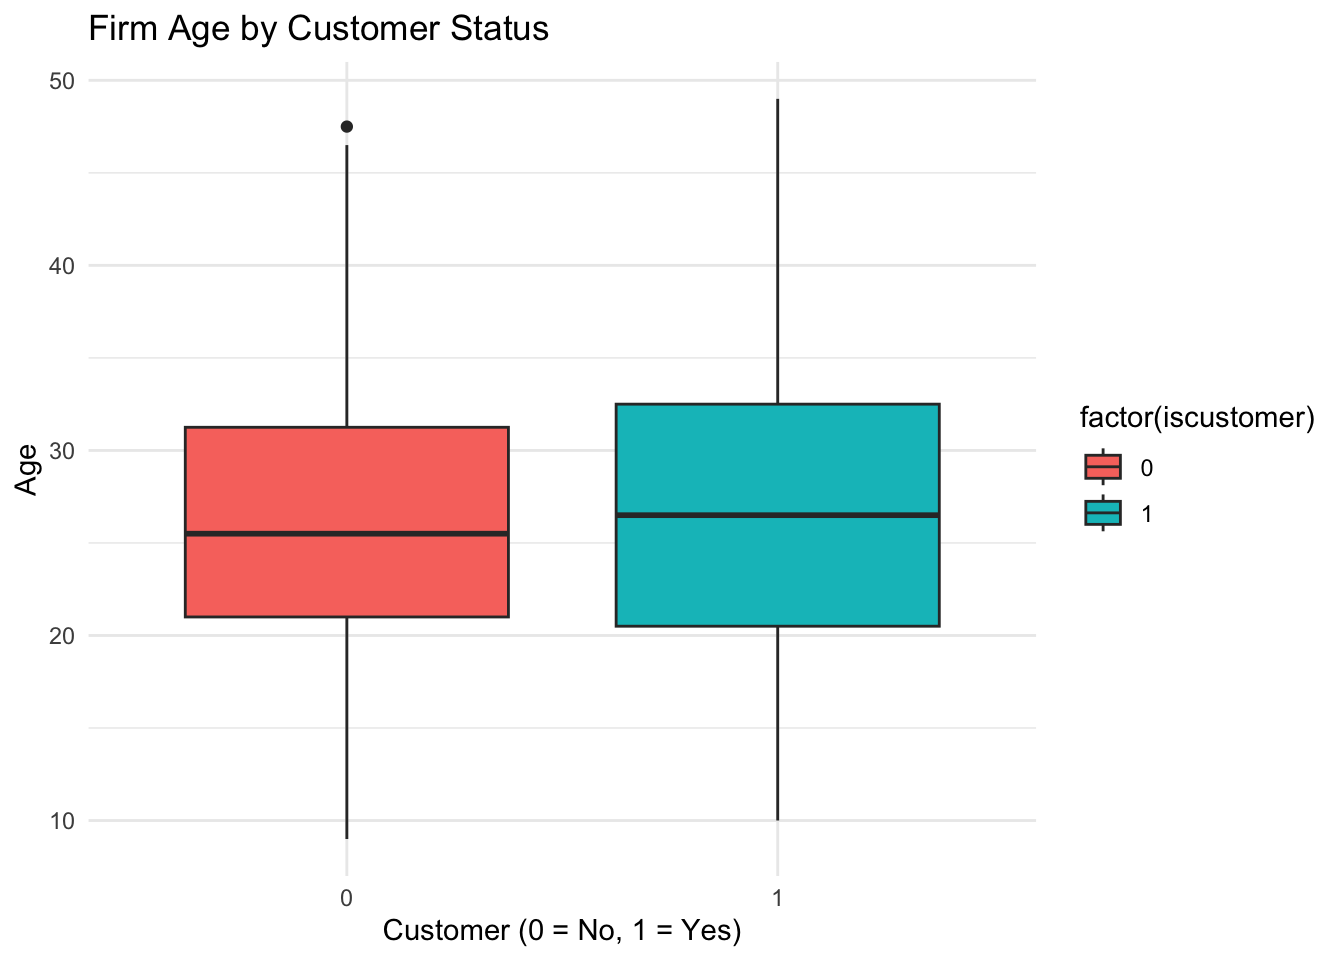 Firm Age by Customer Status
50
40
30
20
10
Age
0
1
Customer (0 = No, 1 = Yes)
factor(iscustomer)
0
1